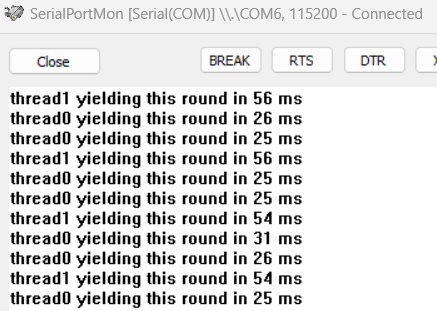 SerialPortMon [Serial(COM)] \\.\COM6, 115200 - Connected
Close BREAK RTS DTR
thread1 yielding this round in 56 ms
thread0 yielding this round in 26 ms
thread0 yielding this round in 25 ms
thread1 yielding this round in 56 ms
thread0 yielding this round in 25 ms
thread0 yielding this round in 25 ms
thread1 yielding this round in 54 ms
thread0 yielding this round in 31 ms
thread0 yielding this round in 26 ms
thread1 yielding this round in 54 ms
thread0 yielding this round in 25 ms